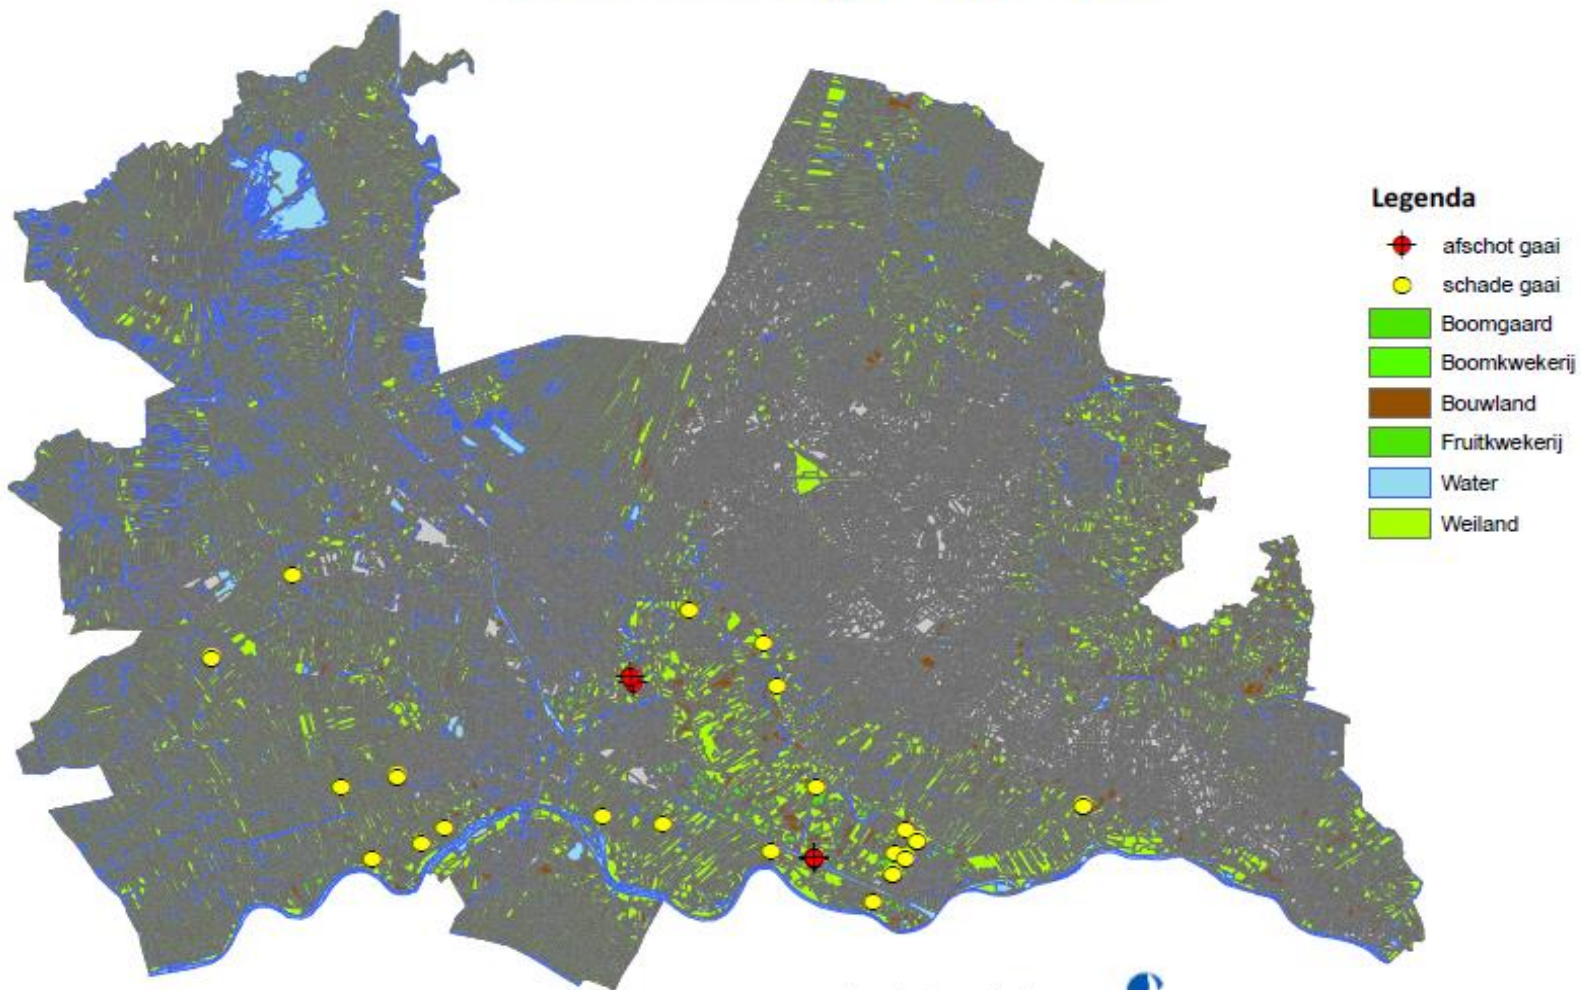 Legenda
afschot gaai
schade gaai
Boomgaard
Boomkwekerij
Bouwland
Fruitkwekerij
Water
Weiland